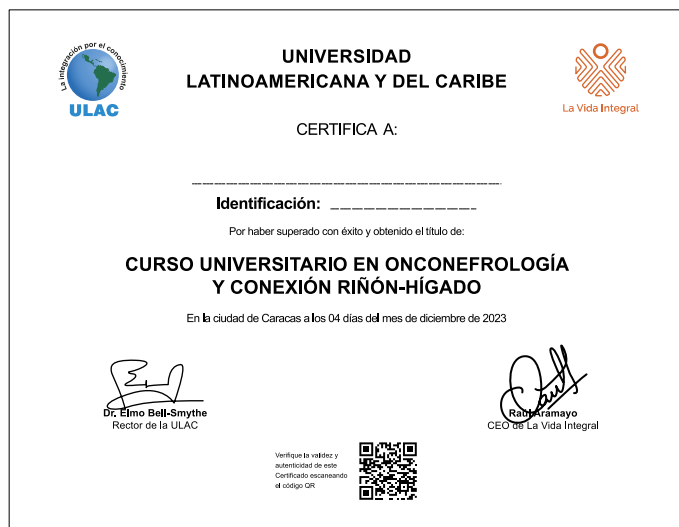 La integración por el conocimiento
ULAC
UNIVERSIDAD
LATINOAMERICANA Y DEL CARIBE
La Vida Integral
CERTIFICA A:
Identificación:
Por haber superado con éxito y obtenido el título de:
CURSO UNIVERSITARIO EN ONCONEFROLOGÍA
Y CONEXIÓN RIÑÓN-HÍGADO
En la ciudad de Caracas a los 04 días del mes de diciembre de 2023
Dr. Elmo Bell-Smythe
Rector de la ULAC
Raúl Aramayo
CEO de La Vida Integral
Verifique la validez y
autenticidad de este
Certificado escaneando
el código QR